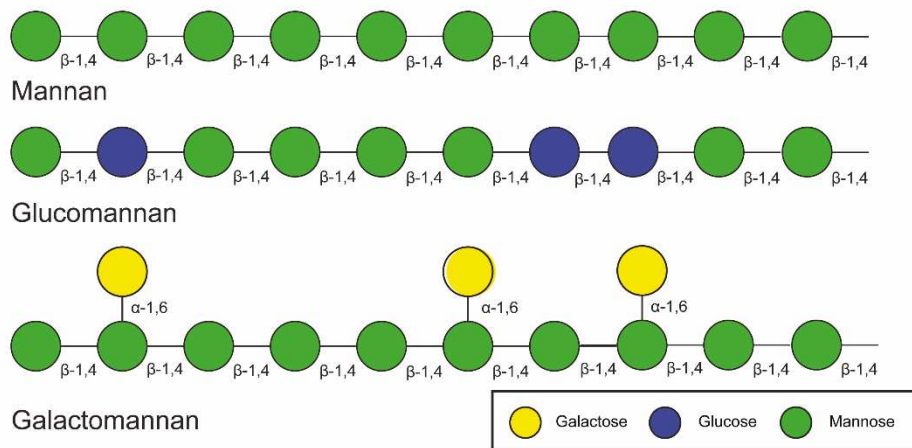 β-1,4 β-1,4 β-1,4 β-1,4 β-1,4 β-1,4 β-1,4 β-1,4 β-1,4 β-1,4
Mannan
β-1,4 β-1,4 β-1,4 β-1,4 β-1,4 β-1,4 β-1,4 β-1,4 β-1,4 β-1,4
Glucomannan
α-1,6 α-1,6 α-1,6
β-1,4 β-1,4 β-1,4 β-1,4 β-1,4 β-1,4 β-1,4 β-1,4 β-1,4 β-1,4
Galactomannan
Galactose Glucose Mannose